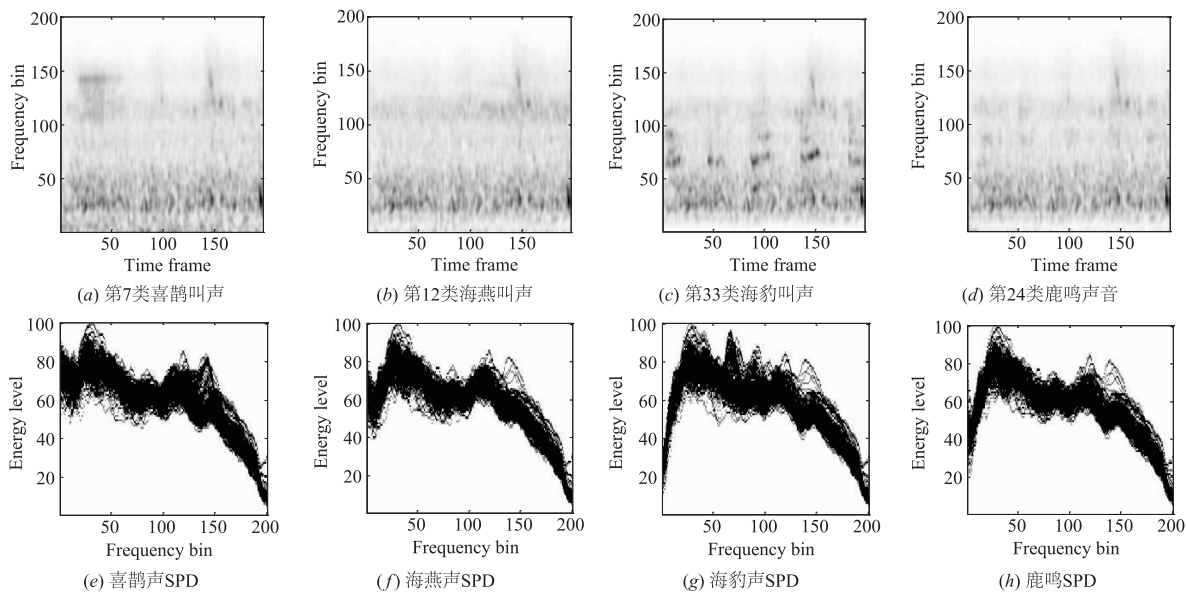 200
150
100
50
Frequency bin
50 100 150
Time frame
(a) 第7类喜鹊叫声
200
150
100
50
Frequency bin
50 100 150
Time frame
(b) 第12类海燕叫声
200
150
100
50
Frequency bin
50 100 150
Time frame
(c) 第33类海豹叫声
200
150
100
50
Frequency bin
50 100 150
Time frame
(d) 第24类鹿鸣声音
100
80
60
40
20
Energy level
50 100 150 200
Frequency bin
(e) 喜鹊声SPD
100
80
60
40
20
Energy level
50 100 150 200
Frequency bin
(f) 海燕声SPD
100
80
60
40
20
Energy level
50 100 150 200
Frequency bin
(g) 海豹声SPD
100
80
60
40
20
Energy level
50 100 150 200
Frequency bin
(h) 鹿鸣SPD